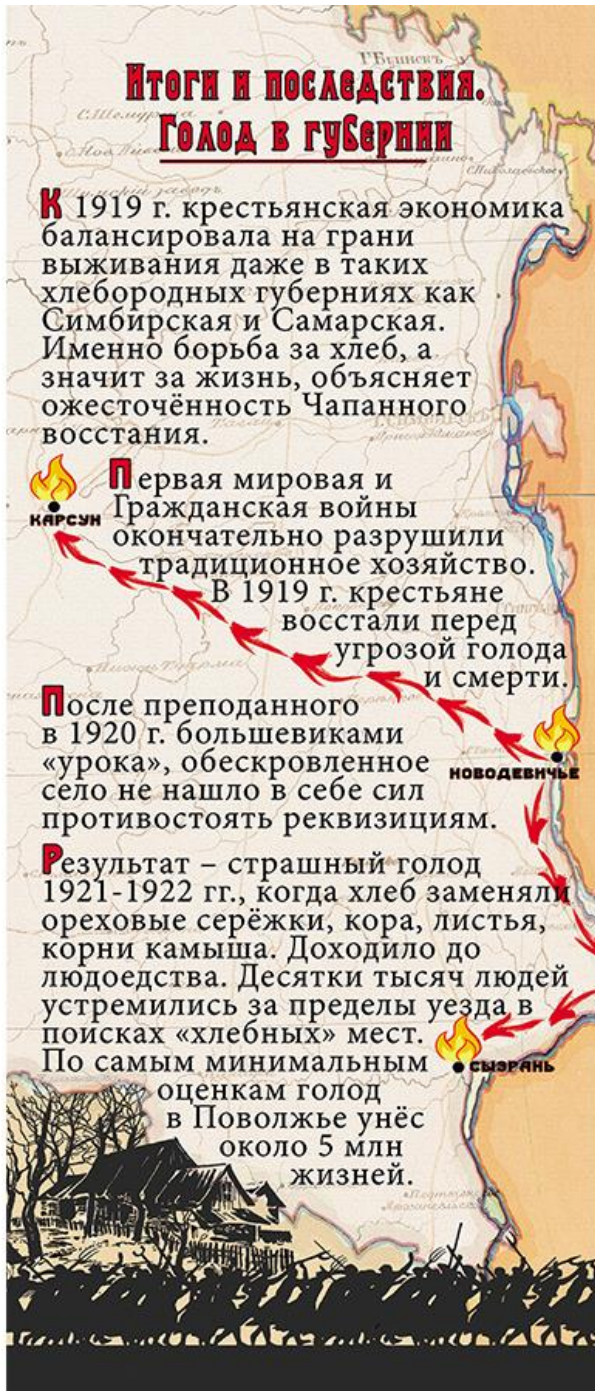 Итоги и последствия.
Голод в губернии
К 1919 г. крестьянская экономика
балансировала на грани
выживания даже в таких
хлебородных губерниях как
Симбирская и Самарская.
Именно борьба за хлеб, а
значит за жизнь, объясняет
ожесточённость Чапанного
восстания.
Первая мировая и
Гражданская войны
окончательно разрушили
традиционное хозяйство.
В 1919 г. крестьяне
восстали перед
угрозой голода
и смерти.
КАРСУН
После преподанного
в 1920 г. большевиками
«урока», обескровленное
село не нашло в себе сил
противостоять реквизициям.
НОВОДЕВИЧЬЕ
Результат – страшный голод
1921-1922 гг., когда хлеб заменяли
ореховые серёжки, кора, листья,
корни камыша. Доходило до
людоедства. Десятки тысяч людей
устремились за пределы уезда в
поисках «хлебных» мест.
По самым минимальным
оценкам голод
в Поволжье унёс
около 5 млн
жизней.
СЫЗРАНЬ
Г. Буинскъ